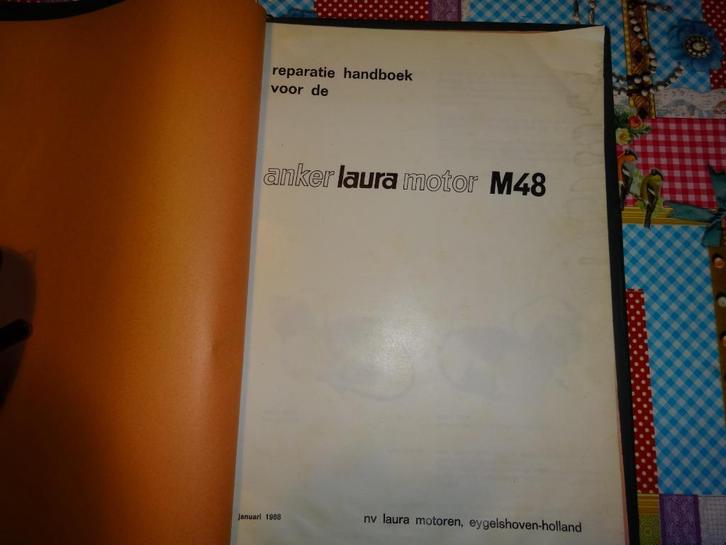 reparatie handboek
voor de
anker laura motor M48
januari 1968
nv laura motoren, eygelshoven-holland